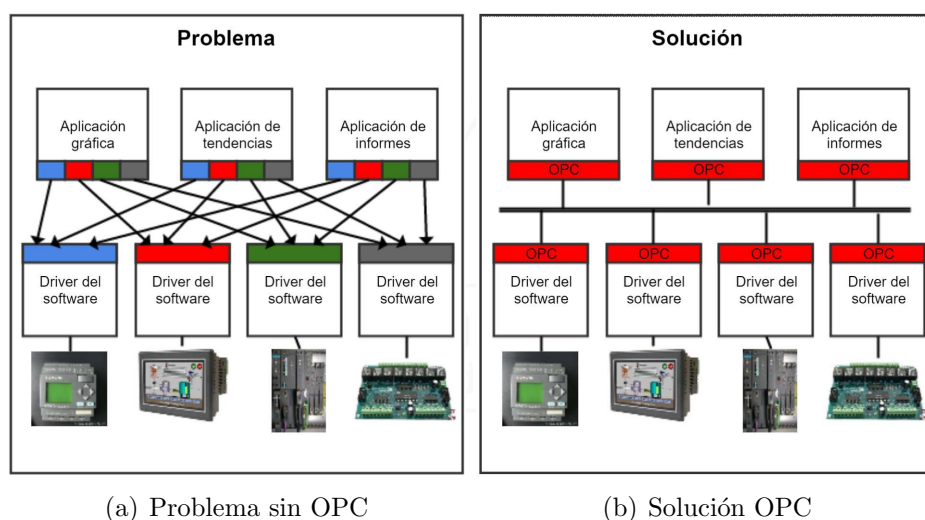 Problema
Aplicación
gráfica
Aplicación de
tendencias
Aplicación de
informes
Driver del
software
Driver del
software
Driver del
software
Driver del
software
(a) Problema sin OPC
Solución
Aplicación
gráfica
OPC
Aplicación de
tendencias
OPC
Aplicación de
informes
OPC
OPC
Driver del
software
OPC
Driver del
software
OPC
Driver del
software
OPC
Driver del
software
(b) Solución OPC